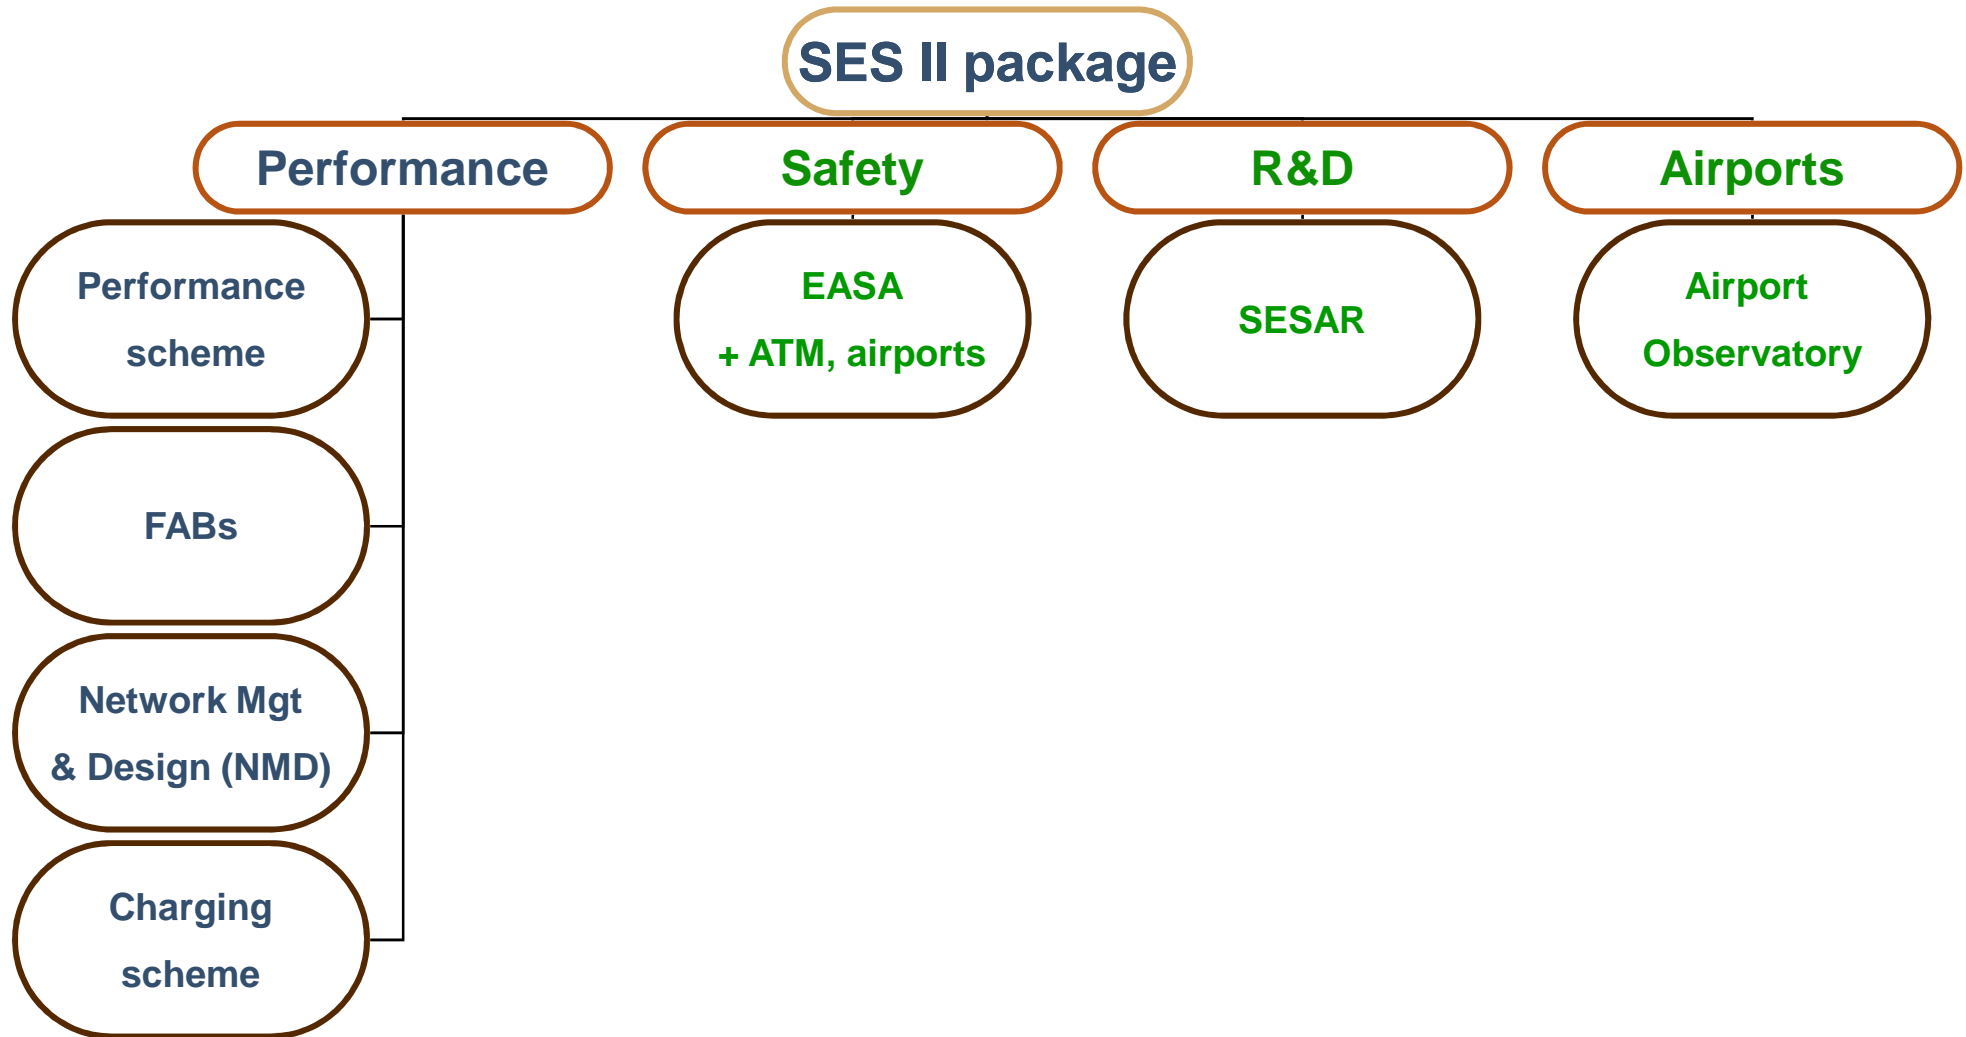 SES II package
Performance
Safety
R&D
Airports
Performance
scheme
EASA
+ ATM, airports
SESAR
Airport
Observatory
FABs
Network Mgt
& Design (NMD)
Charging
scheme